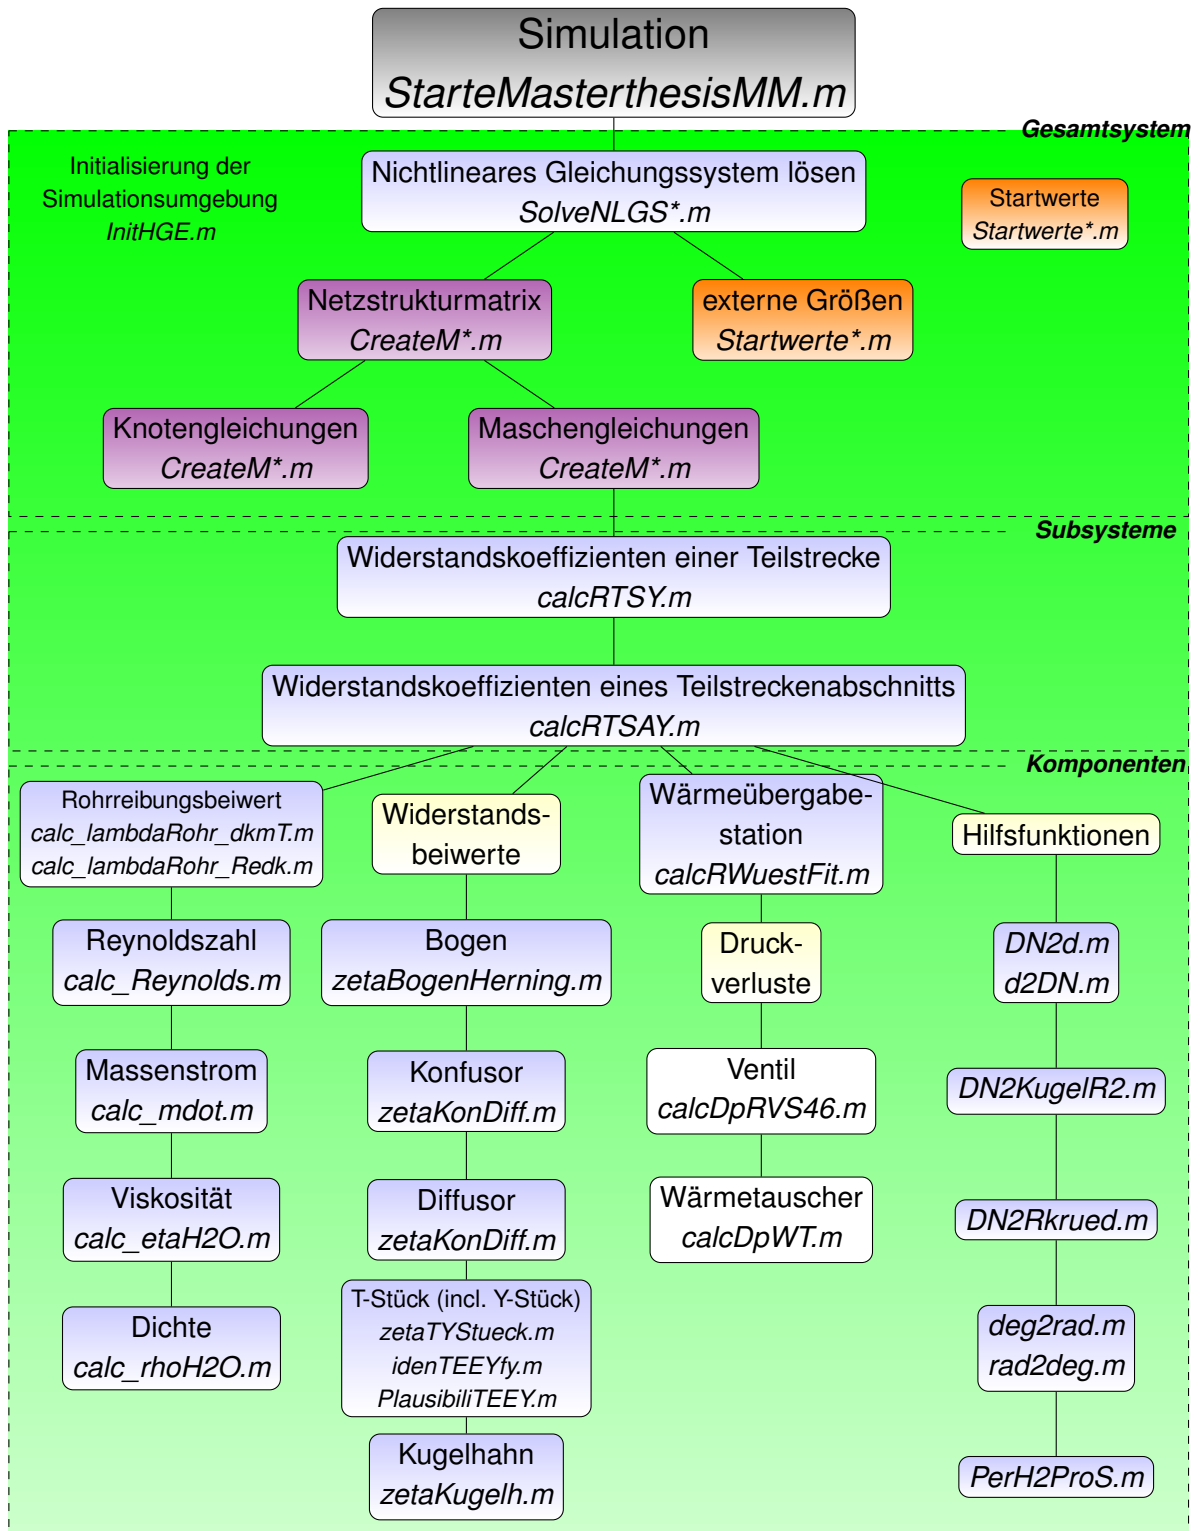 Simulation
StarteMasterthesisMM.m
Gesamtsystem
Initialisierung der
Simulationsumgebung
InitHGE.m
Nichtlineares Gleichungssystem lösen
SolveNLGS*.m
Startwerte
Startwerte*.m
Netzstrukturmatrix
CreateM*.m
externe Größen
Startwerte*.m
Knotengleichungen
CreateM*.m
Maschengleichungen
CreateM*.m
Subsysteme
Widerstandskoeffizienten einer Teilstrecke
calcRTSY.m
Widerstandskoeffizienten eines Teilstreckenabschnitts
calcRTSAY.m
Komponenten
Rohrreibungsbeiwert
calc_lambdaRohr_dkmT.m
calc_lambdaRohr_Redk.m
Reynoldszahl
calc_Reynolds.m
Massenstrom
calc_mdot.m
Viskosität
calc_etaH2O.m
Dichte
calc_rhoH2O.m
Widerstands-
beiwerte
Bogen
zetaBogenHerning.m
Konfusor
zetaKonDiff.m
Diffusor
zetaKonDiff.m
T-Stück (incl. Y-Stück)
zetaTYStueck.m
idenTEEYfy.m
PlausibiliTEEY.m
Kugelhahn
zetaKugelh.m
Wärmeübergabe-
station
calcRWuestFit.m
Druck-
verluste
Ventil
calcDpRVS46.m
Wärmetauscher
calcDpWT.m
Hilfsfunktionen
DN2d.m
d2DN.m
DN2KugelR2.m
DN2Rkrued.m
deg2rad.m
rad2deg.m
PerH2ProS.m